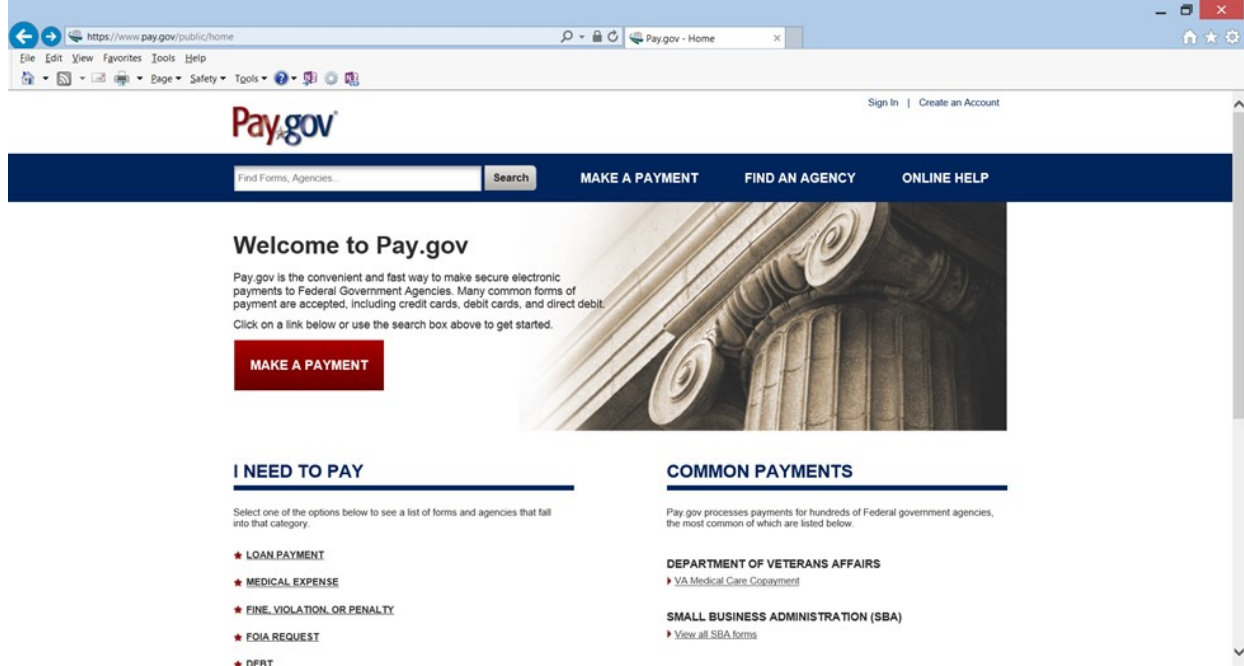 https://www.pay.gov/public/home
Pay.gov - Home
File Edit View Favorites Tools Help
Page Safety Tools
Sign In | Create an Account
Pay.gov
Find Forms, Agencies...
Search
MAKE A PAYMENT
FIND AN AGENCY
ONLINE HELP
Welcome to Pay.gov
Pay.gov is the convenient and fast way to make secure electronic
payments to Federal Government Agencies. Many common forms of
payment are accepted, including credit cards, debit cards, and direct debit.
Click on a link below or use the search box above to get started.
MAKE A PAYMENT
I NEED TO PAY
Select one of the options below to see a list of forms and agencies that fall
into that category.
LOAN PAYMENT
MEDICAL EXPENSE
FINE, VIOLATION, OR PENALTY
FOIA REQUEST
DEBT
COMMON PAYMENTS
Pay.gov processes payments for hundreds of Federal government agencies,
the most common of which are listed below.
DEPARTMENT OF VETERANS AFFAIRS
VA Medical Care Copayment
SMALL BUSINESS ADMINISTRATION (SBA)
View all SBA forms